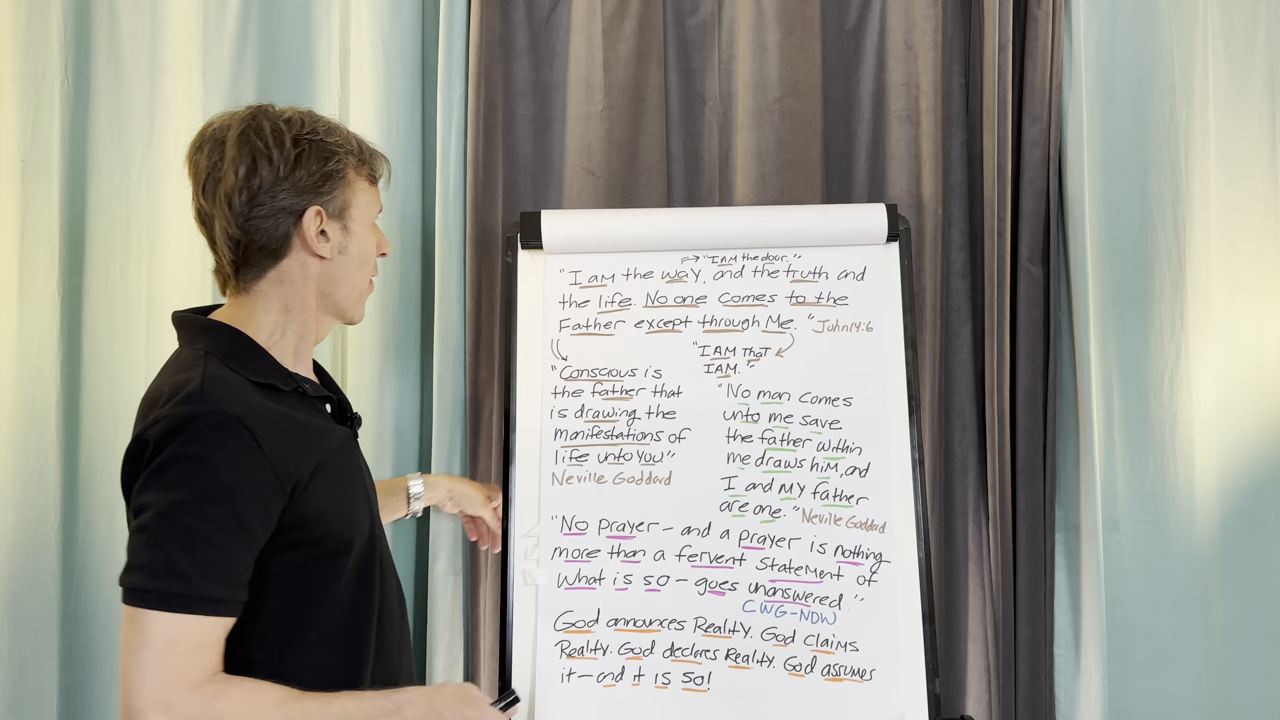 → "I AM the door."
"I am the way, and the truth and
the life. No one comes to the
Father except through Me." John 14:6
"I AM That
I AM."
"Conscious is
the father that
is drawing the
manifestations of
life unto you"
Neville Goddard
"No man comes
unto me save
the father within
me draws him, and
I and my father
are one." Neville Goddard
"No prayer - and a prayer is nothing
more than a fervent statement of
what is so - goes unanswered."
CWG-NDW
God announces Reality. God claims
Reality. God declares Reality. God assumes
it - and it is so!